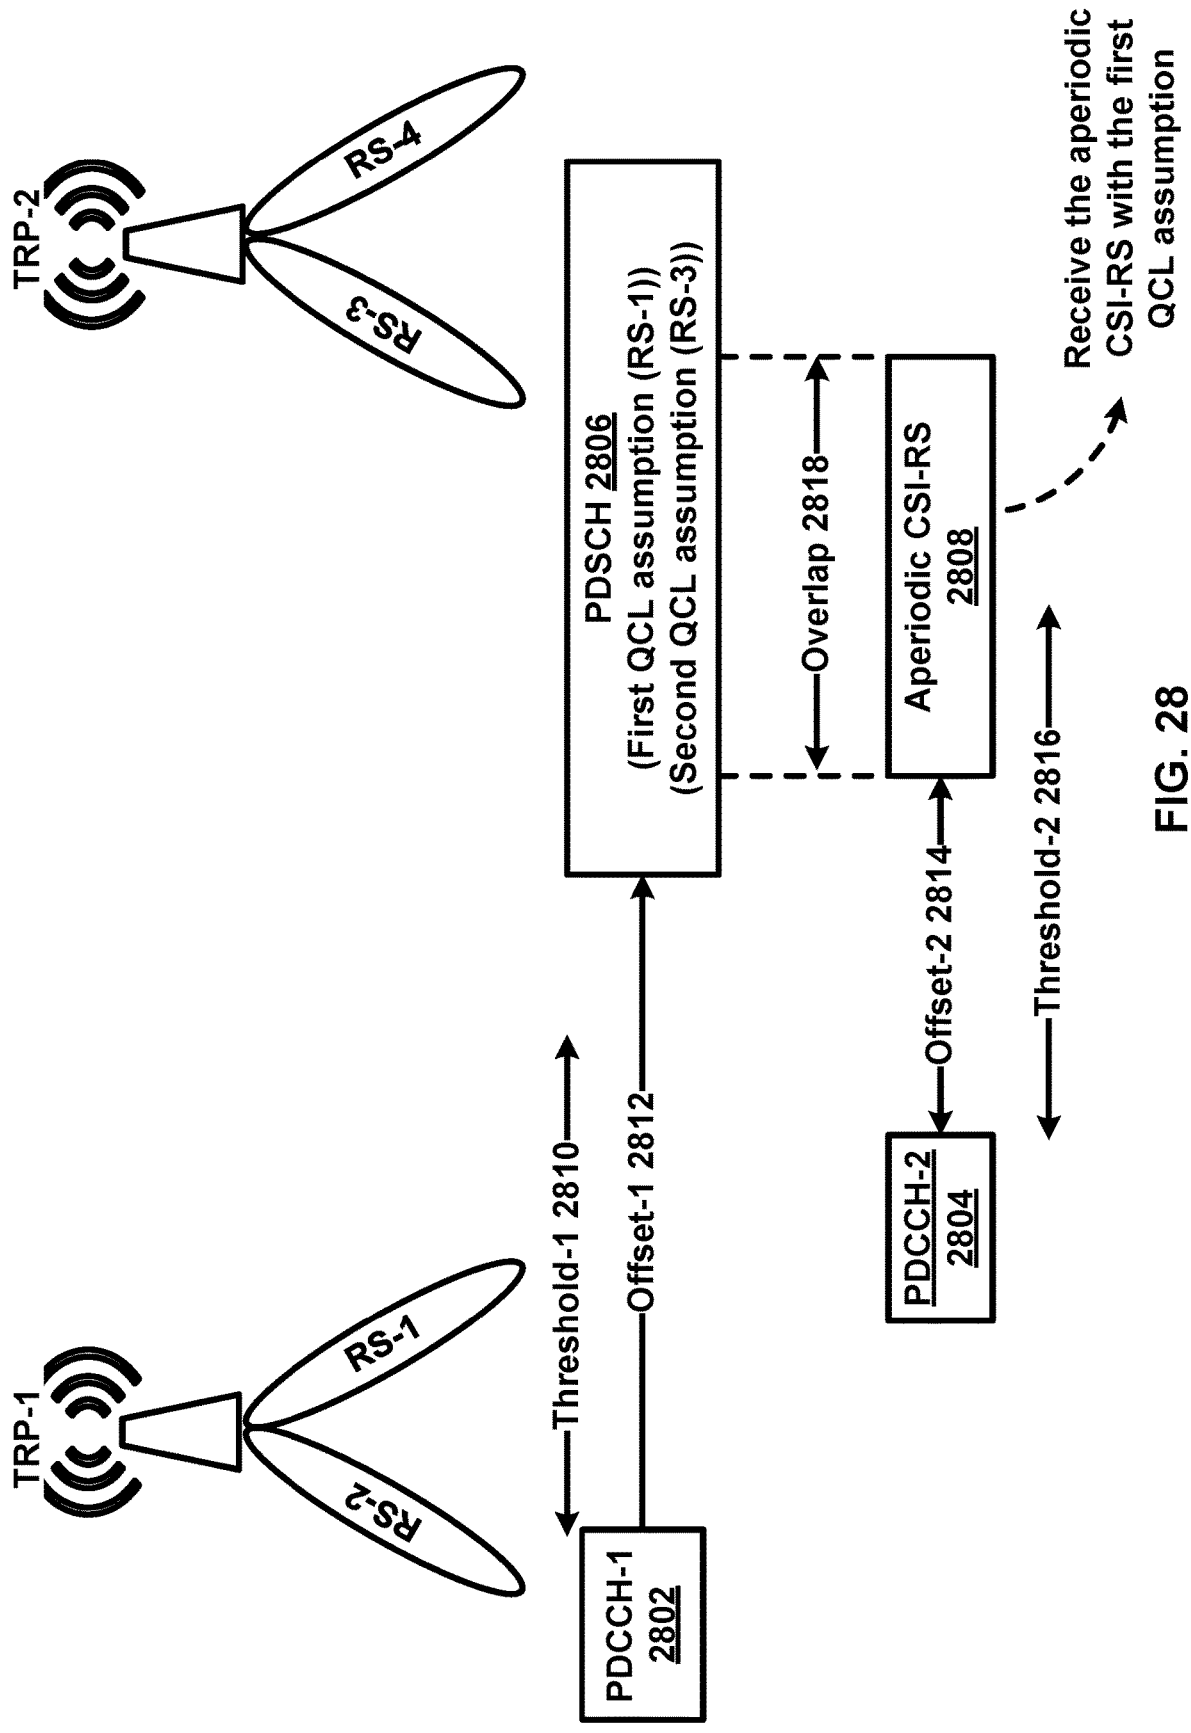 TRP-1
TRP-2
RS-2
RS-1
RS-3
RS-4
Threshold-1 2810
PDCCH-1
2802
Offset-1 2812
PDSCH 2806
(First QCL assumption (RS-1))
(Second QCL assumption (RS-3))
Overlap 2818
PDCCH-2
2804
Offset-2 2814
Aperiodic CSI-RS
2808
Threshold-2 2816
Receive the aperiodic
CSI-RS with the first
QCL assumption
FIG. 28